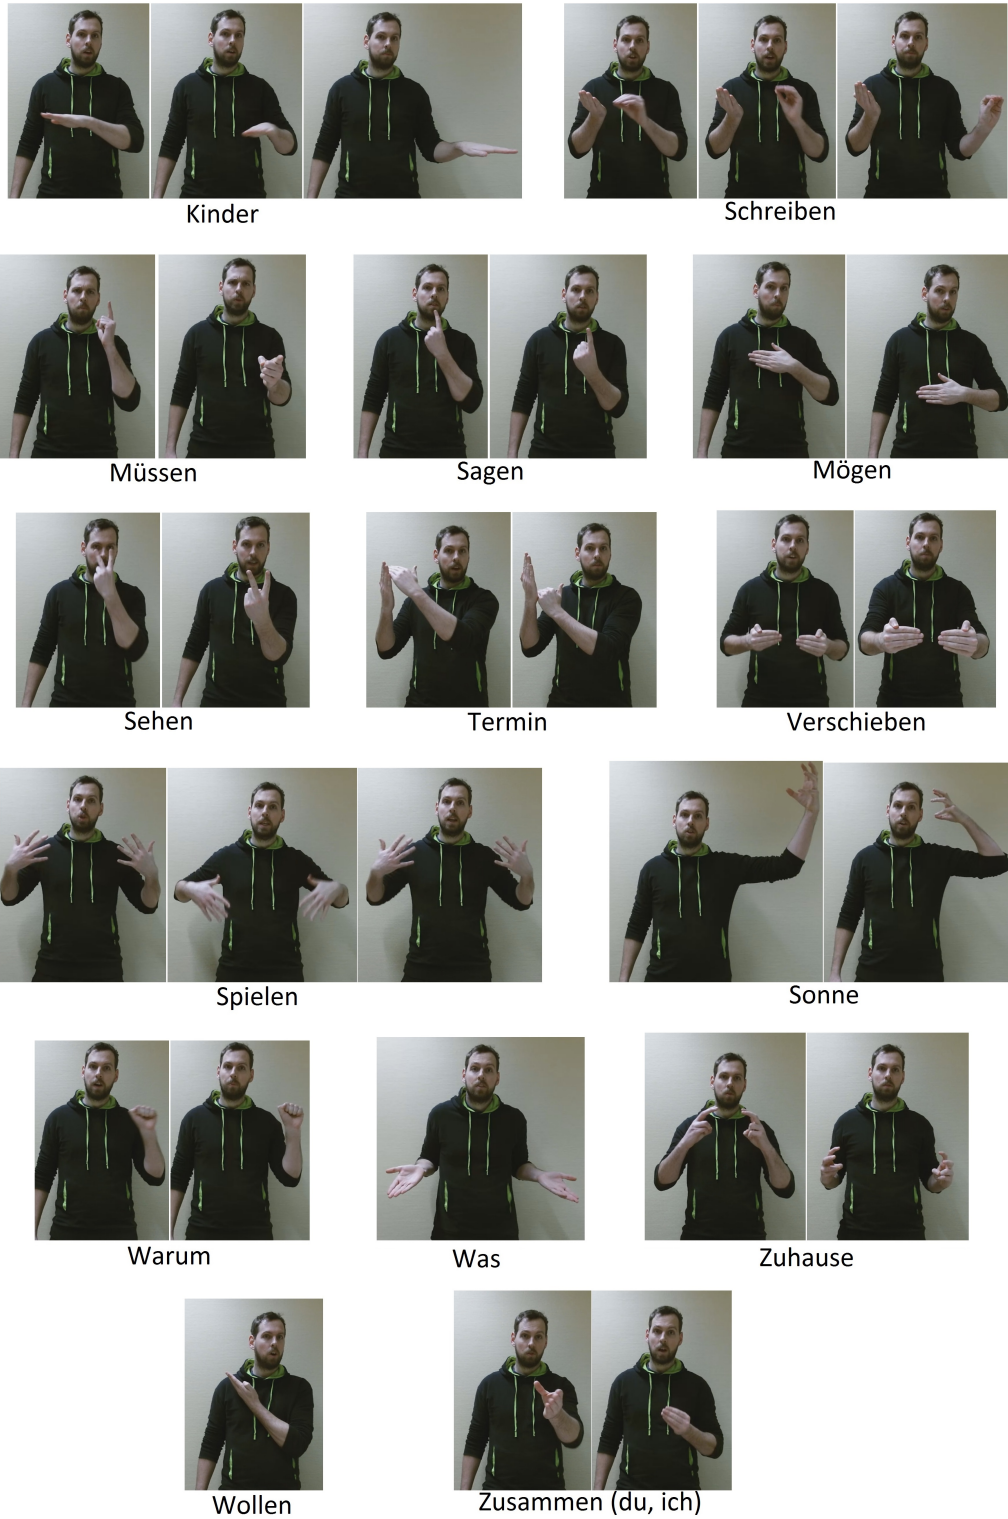 Kinder
Schreiben
Müssen
Sagen
Mögen
Sehen
Termin
Verschieben
Spielen
Sonne
Warum
Was
Zuhause
Wollen
Zusammen (du, ich)